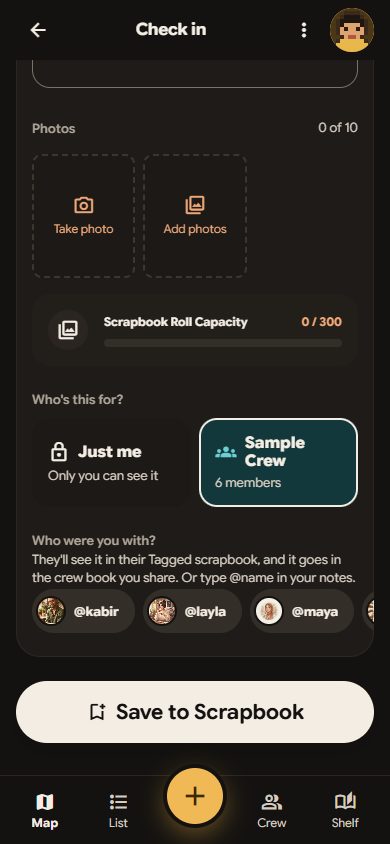 Check in
Photos
0 of 10
Take photo
Add photos
Scrapbook Roll Capacity
0 / 300
Who's this for?
Just me
Only you can see it
Sample
Crew
6 members
Who were you with?
They'll see it in their Tagged scrapbook, and it goes in
the crew book you share. Or type @name in your notes.
@kabir
@layla
@maya
Save to Scrapbook
Map
List
Crew
Shelf